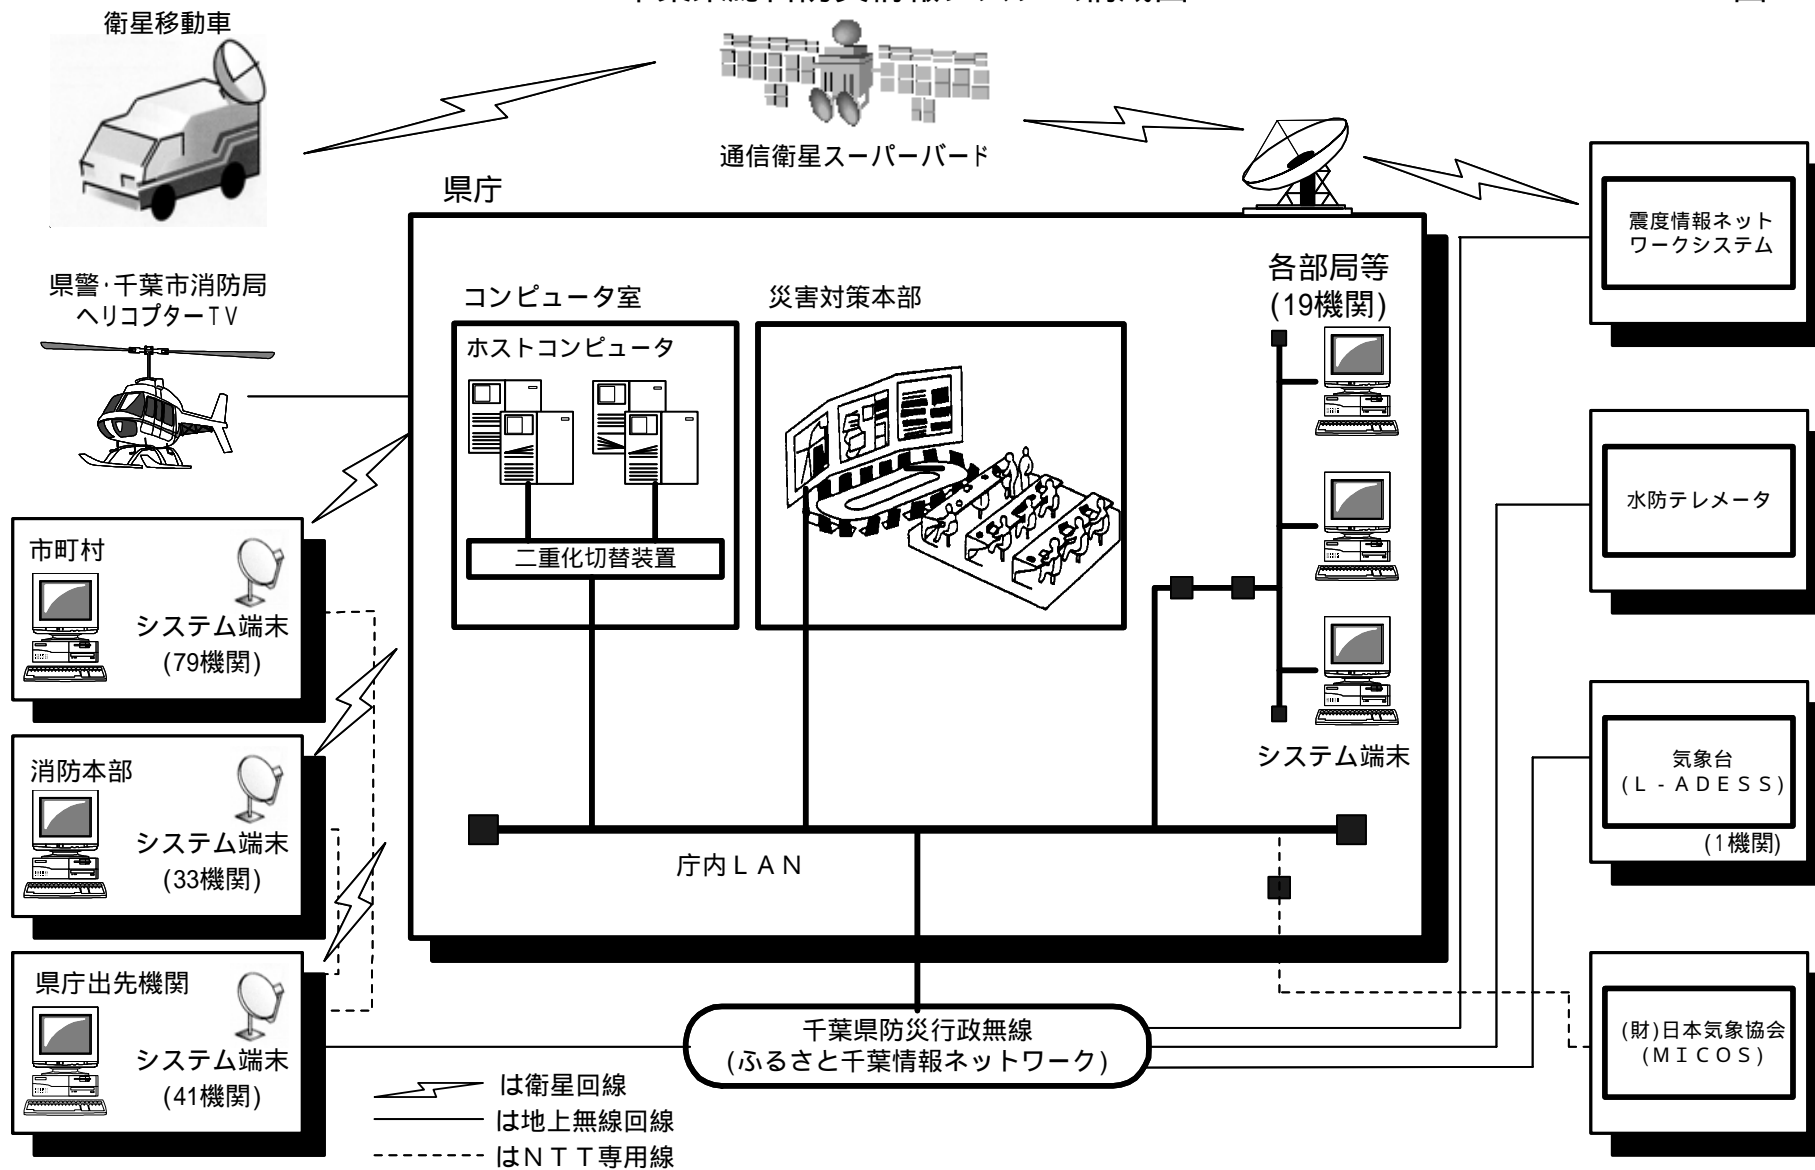 衛星移動車
通信衛星スーパーバード
県庁
震度情報ネット
ワークシステム
県警・千葉市消防局
ヘリコプターTV
コンピュータ室
災害対策本部
各部局等
(19機関)
ホストコンピュータ
二重化切替装置
水防テレメータ
市町村
システム端末
(79機関)
システム端末
気象台
(L-ADESS)
(1機関)
消防本部
システム端末
(33機関)
庁内LAN
県庁出先機関
システム端末
(41機関)
千葉県防災行政無線
(ふるさと千葉情報ネットワーク)
(財)日本気象協会
(MICOS)
は衛星回線
は地上無線回線
はNTT専用線